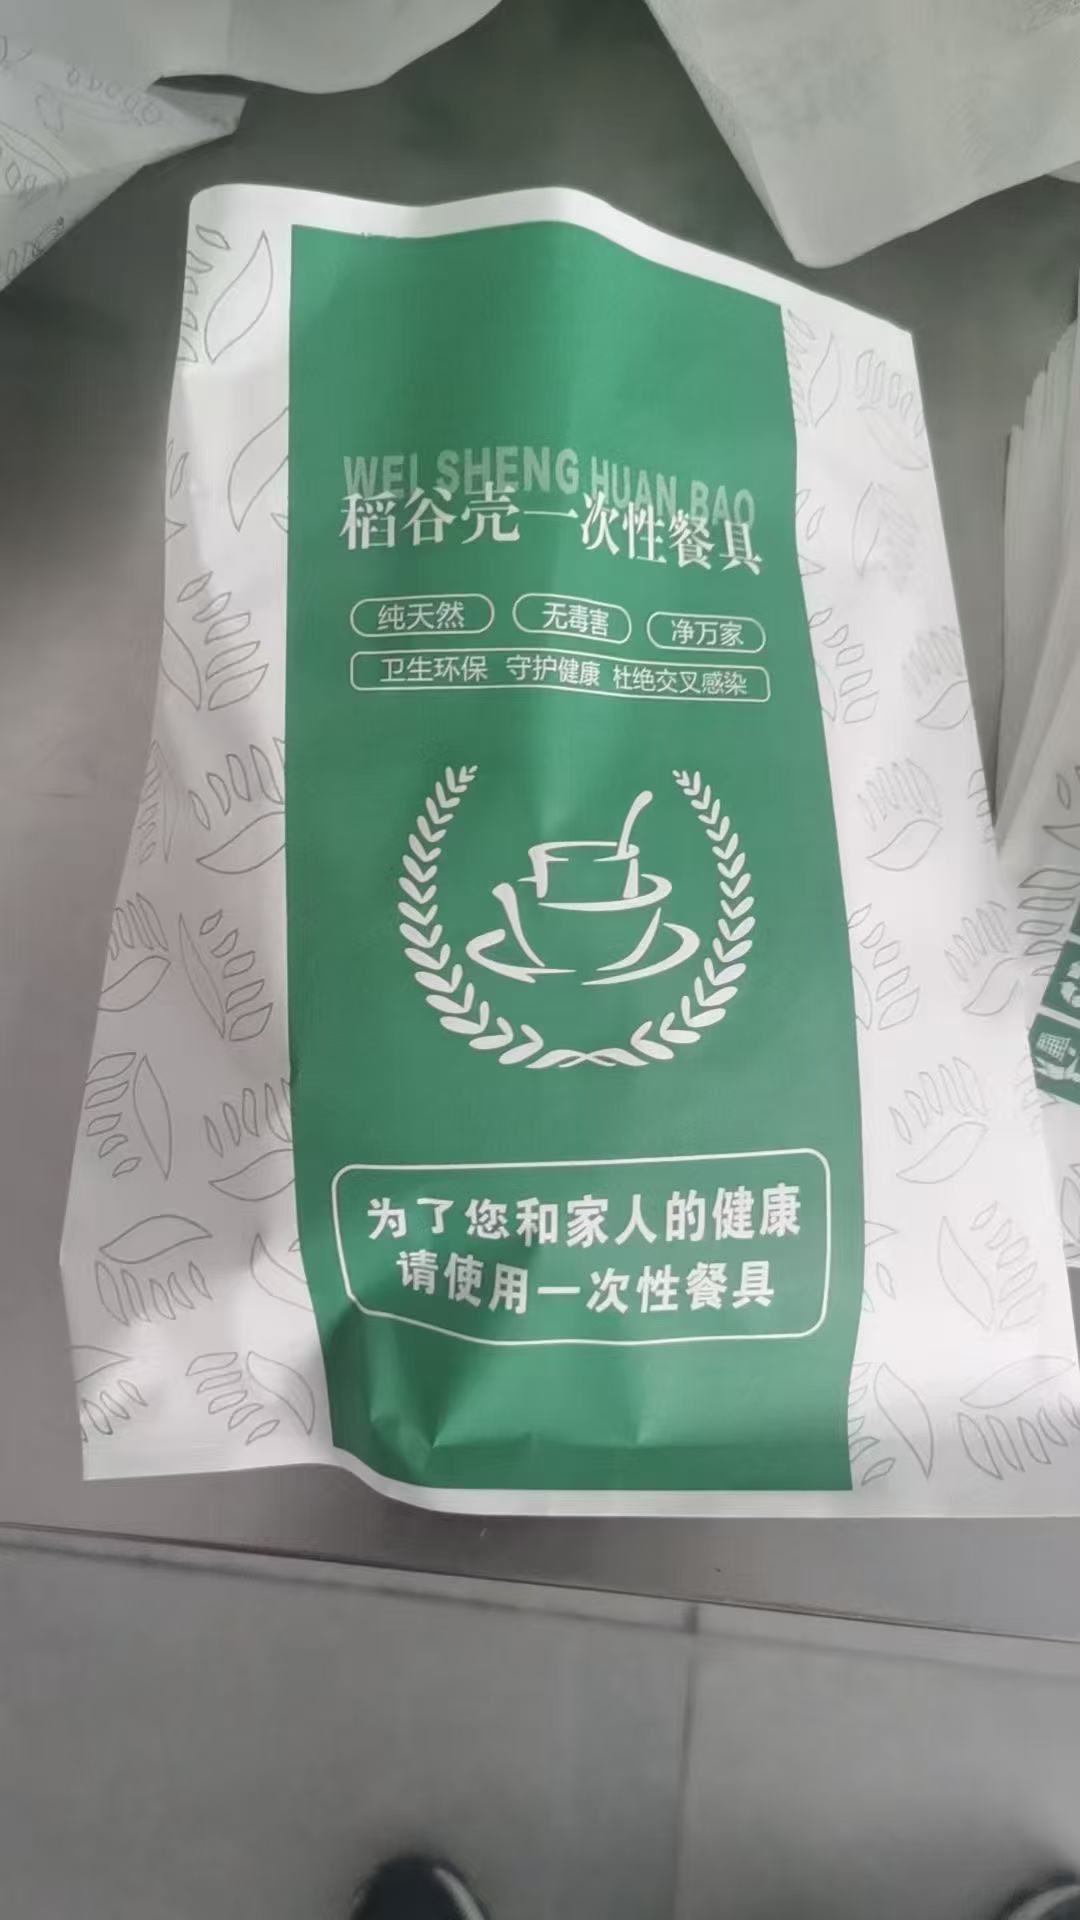 WEI SHENG HUAN BAO
稻谷壳一次性餐具
纯天然 无毒害 净万家
卫生环保 守护健康 杜绝交叉感染
为了您和家人的健康
请使用一次性餐具